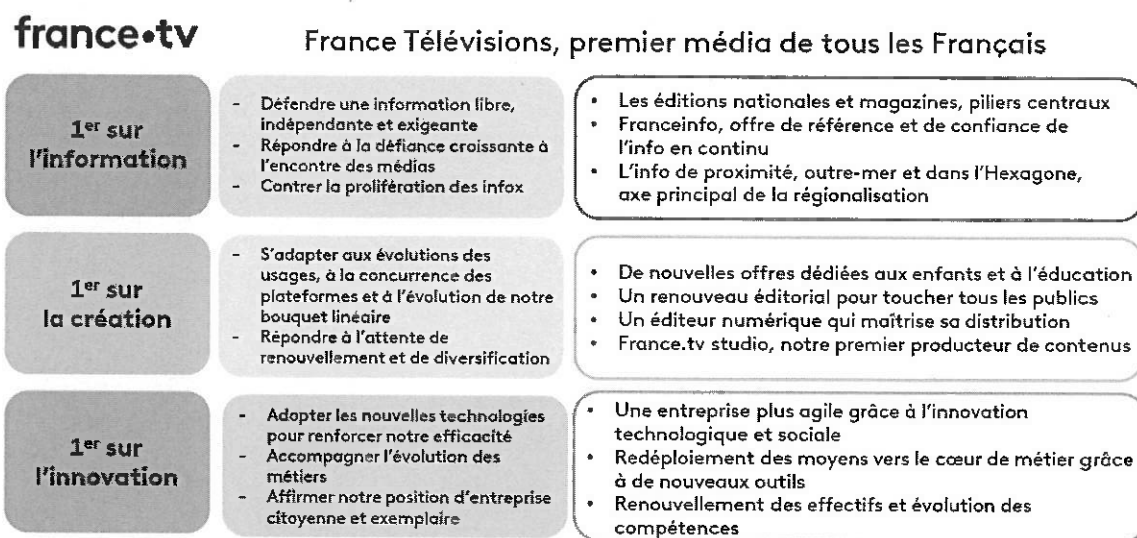 france•tv
France Télévisions, premier média de tous les Français
1er sur
l'information
- Défendre une information libre,
indépendante et exigeante
- Répondre à la défiance croissante à
l'encontre des médias
- Contrer la prolifération des infox
• Les éditions nationales et magazines, piliers centraux
• Franceinfo, offre de référence et de confiance de
l'info en continu
• L'info de proximité, outre-mer et dans l'Hexagone,
axe principal de la régionalisation
1er sur
la création
- S'adapter aux évolutions des
usages, à la concurrence des
plateformes et à l'évolution de notre
bouquet linéaire
- Répondre à l'attente de
renouvellement et de diversification
• De nouvelles offres dédiées aux enfants et à l'éducation
• Un renouveau éditorial pour toucher tous les publics
• Un éditeur numérique qui maîtrise sa distribution
• France.tv studio, notre premier producteur de contenus
1er sur
l'innovation
- Adopter les nouvelles technologies
pour renforcer notre efficacité
- Accompagner l'évolution des
métiers
- Affirmer notre position d'entreprise
citoyenne et exemplaire
• Une entreprise plus agile grâce à l'innovation
technologique et sociale
• Redéploiement des moyens vers le cœur de métier grâce
à de nouveaux outils
• Renouvellement des effectifs et évolution des
compétences